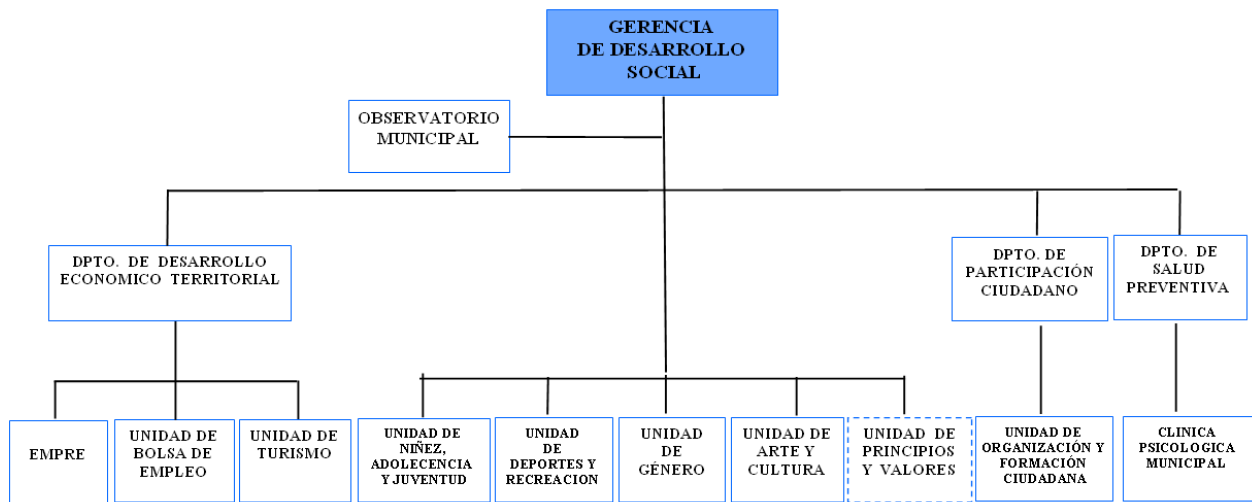 GERENCIA
DE DESARROLLO
SOCIAL
OBSERVATORIO
MUNICIPAL
DPTO. DE DESARROLLO
ECONOMICO TERRITORIAL
DPTO. DE
PARTICIPACIÓN
CIUDADANO
DPTO. DE
SALUD
PREVENTIVA
EMPRE
UNIDAD DE
BOLSA DE
EMPLEO
UNIDAD DE
TURISMO
UNIDAD DE
NIÑEZ,
ADOLECENCIA
Y JUVENTUD
UNIDAD
DE
DEPORTES Y
RECREACION
UNIDAD
DE
GÉNERO
UNIDAD DE
ARTE Y
CULTURA
UNIDAD DE
PRINCIPIOS
Y VALORES
UNIDAD DE
ORGANIZACIÓN Y
FORMACIÓN
CIUDADANA
CLINICA
PSICOLOGICA
MUNICIPAL